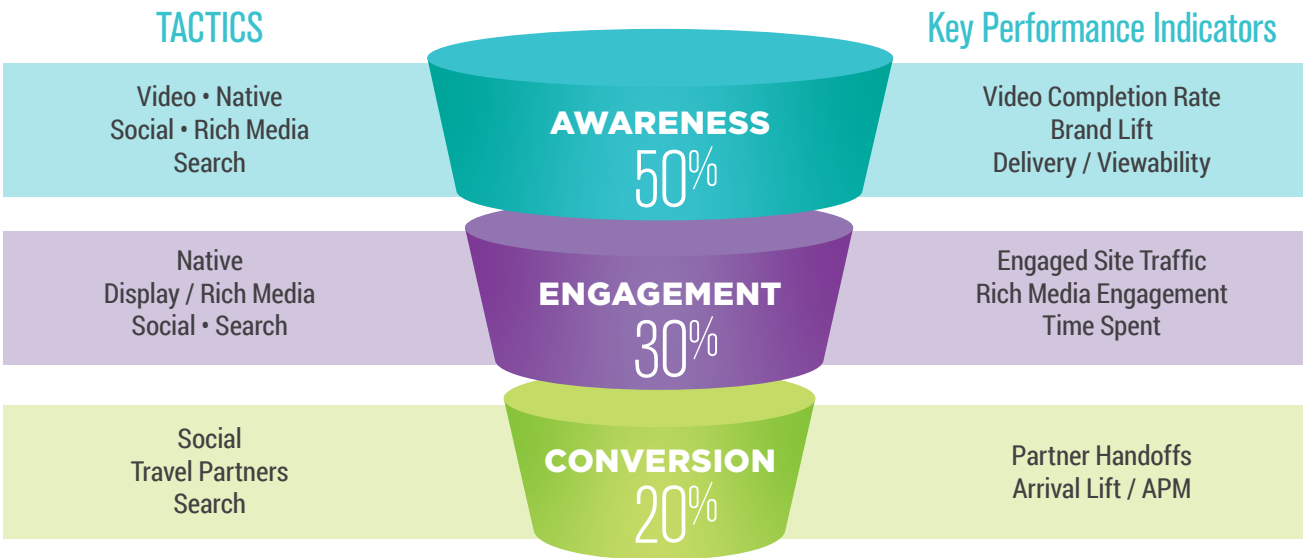 TACTICS
Key Performance Indicators
Video • Native
Social • Rich Media
Search
AWARENESS
50%
Video Completion Rate
Brand Lift
Delivery / Viewability
Native
Display / Rich Media
Social • Search
ENGAGEMENT
30%
Engaged Site Traffic
Rich Media Engagement
Time Spent
Social
Travel Partners
Search
CONVERSION
20%
Partner Handoffs
Arrival Lift / APM